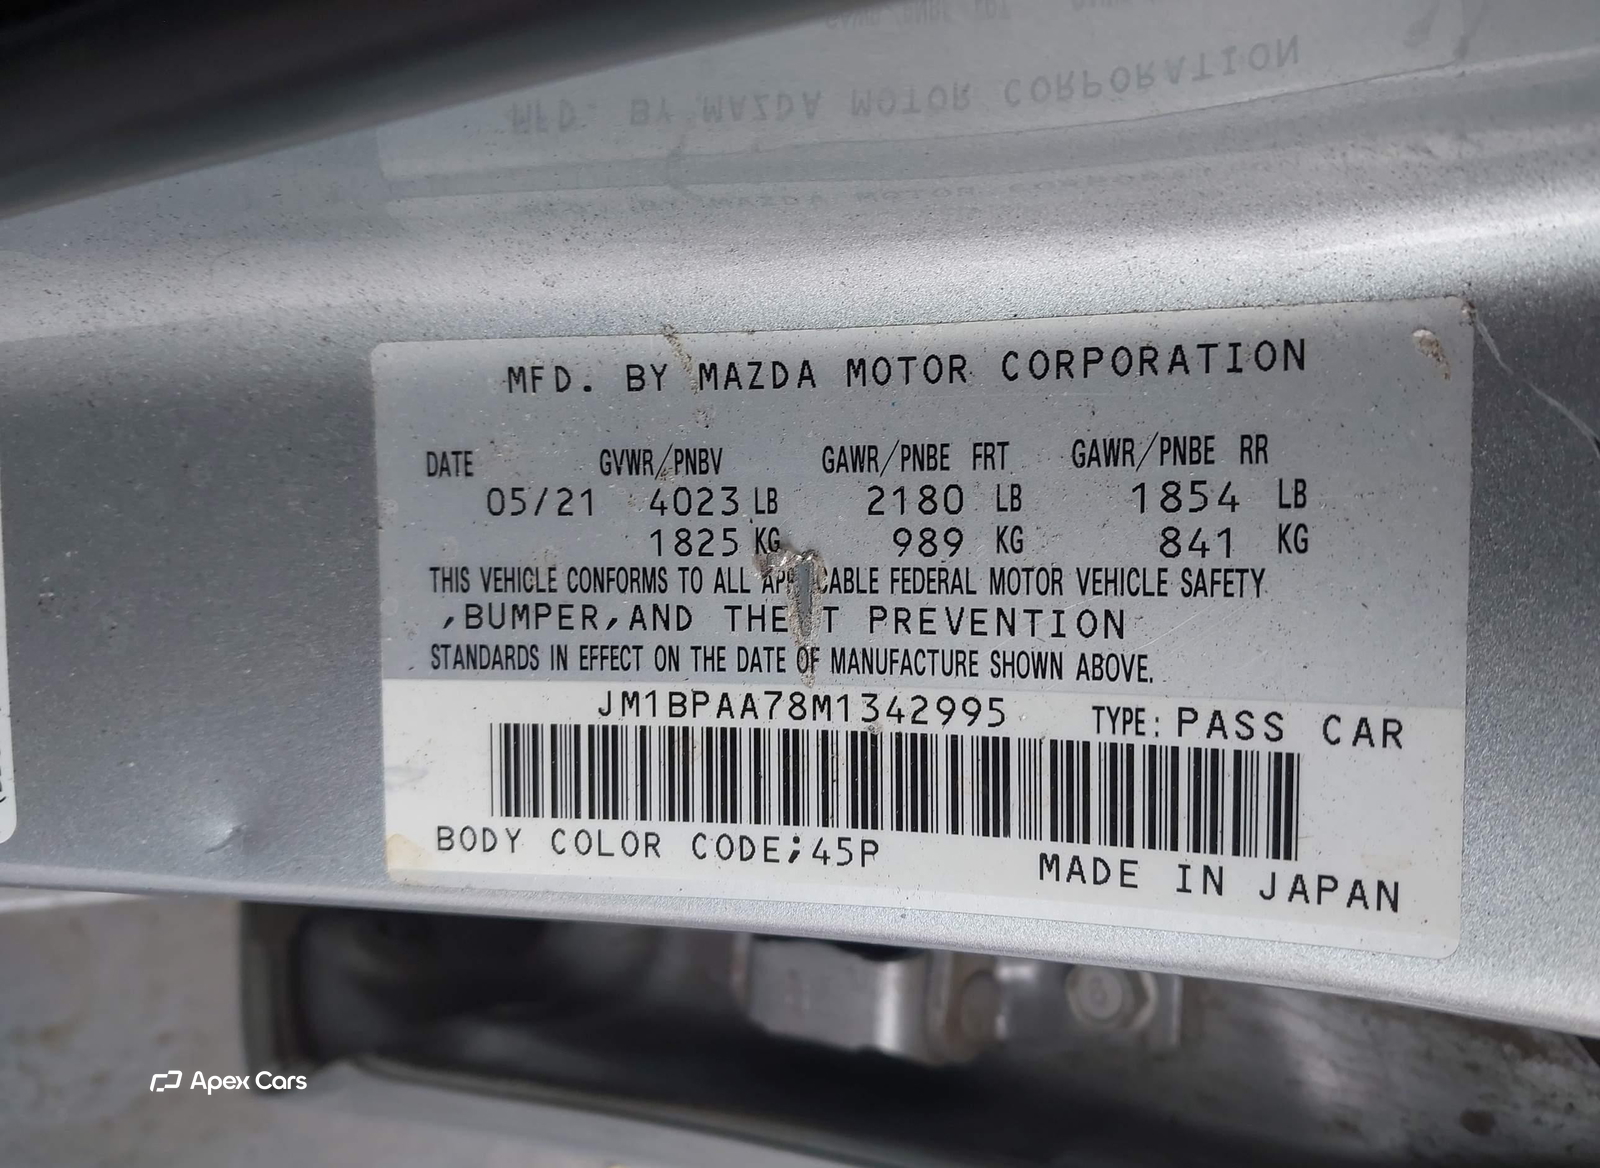 MFD. BY MAZDA MOTOR CORPORATION
DATE GVWR/PNBV GAWR/PNBE FRT GAWR/PNBE RR
05/21 4023 LB 2180 LB 1854 LB
1825 KG 989 KG 841 KG
THIS VEHICLE CONFORMS TO ALL APPLICABLE FEDERAL MOTOR VEHICLE SAFETY
,BUMPER,AND THEFT PREVENTION
STANDARDS IN EFFECT ON THE DATE OF MANUFACTURE SHOWN ABOVE.
JM1BPAA78M1342995 TYPE: PASS CAR
BODY COLOR CODE;45P
MADE IN JAPAN
Apex Cars